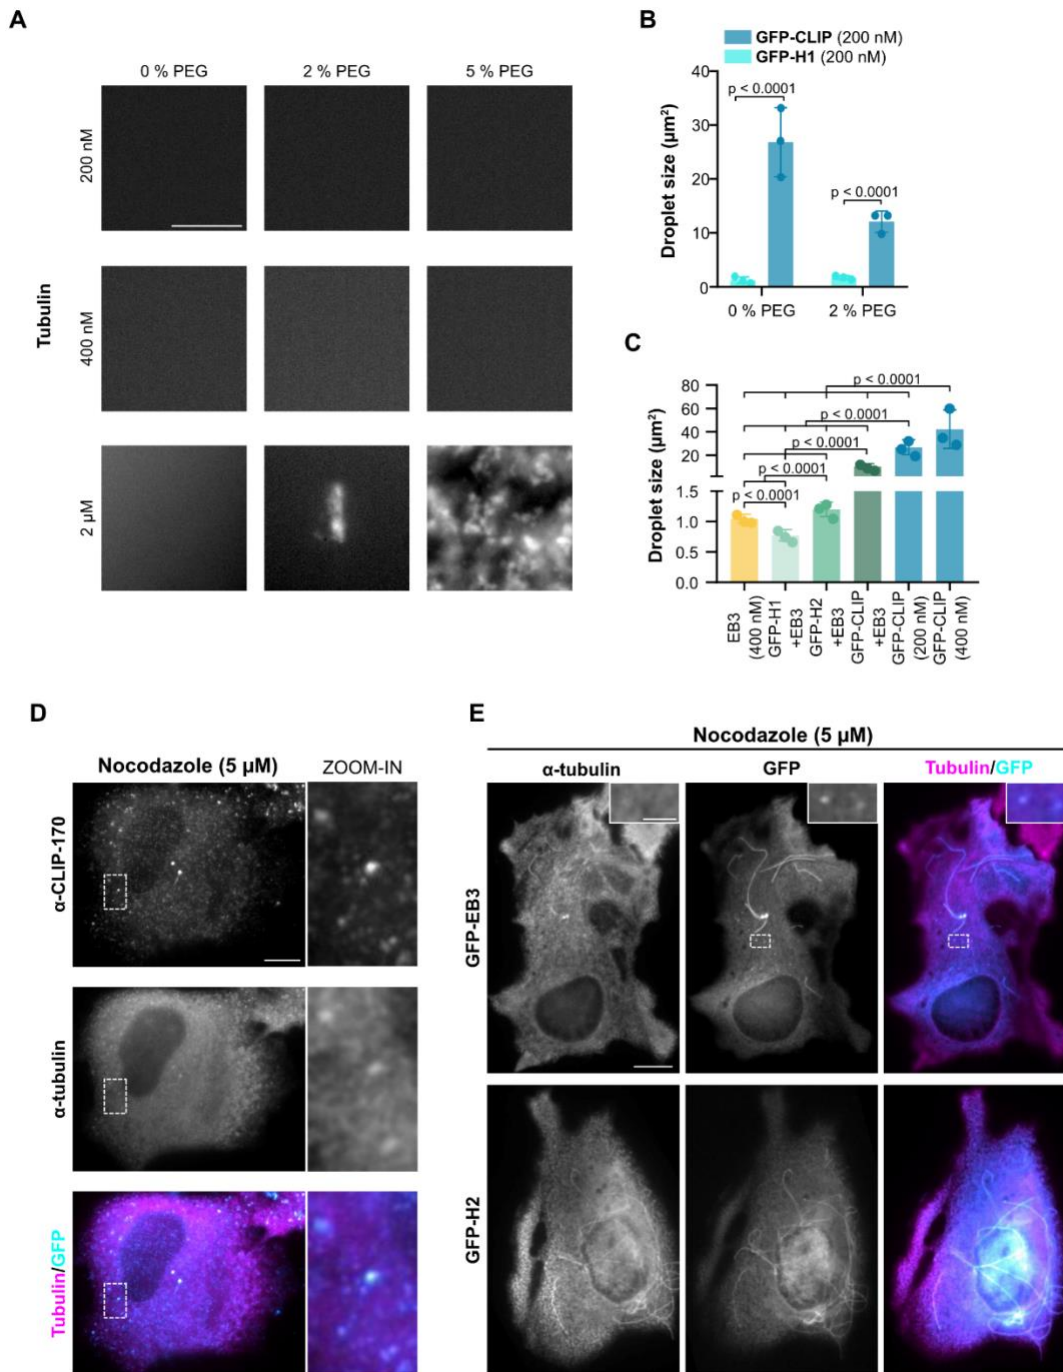 A
0 % PEG
2 % PEG
5 % PEG
Tubulin
200 nM
400 nM
2 µM
B
GFP-CLIP (200 nM)
GFP-H1 (200 nM)
Droplet size (µm²)
40
30
20
10
0
p < 0.0001
p < 0.0001
0 % PEG
2 % PEG
C
Droplet size (µm²)
80
60
40
20
1.5
1.0
0.5
0.0
p < 0.0001
p < 0.0001
p < 0.0001
p < 0.0001
p < 0.0001
EB3
(400 nM)
GFP-H1
+EB3
GFP-H2
+EB3
GFP-CLIP
+EB3
GFP-CLIP
(200 nM)
GFP-CLIP
(400 nM)
D
Nocodazole (5 µM)
ZOOM-IN
α-CLIP-170
α-tubulin
Tubulin/GFP
E
Nocodazole (5 µM)
α-tubulin
GFP
Tubulin/GFP
GFP-EB3
GFP-H2